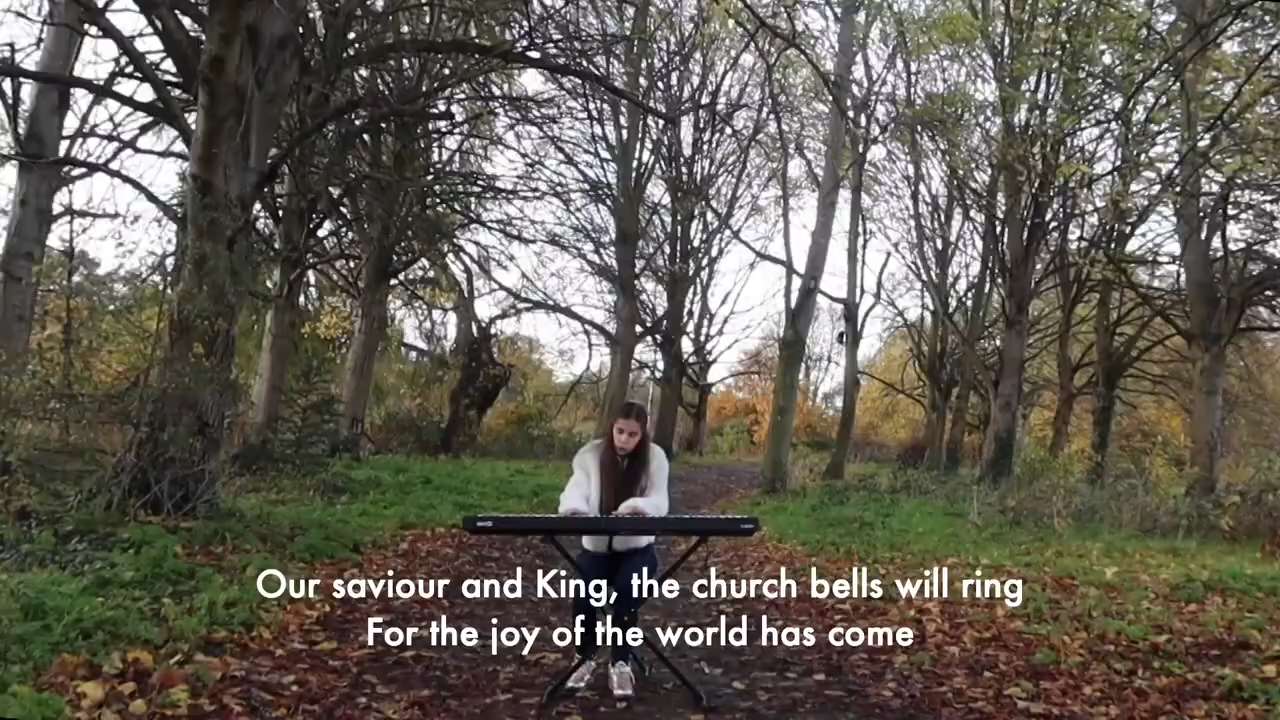 Our saviour and King, the church bells will ring
For the joy of the world has come